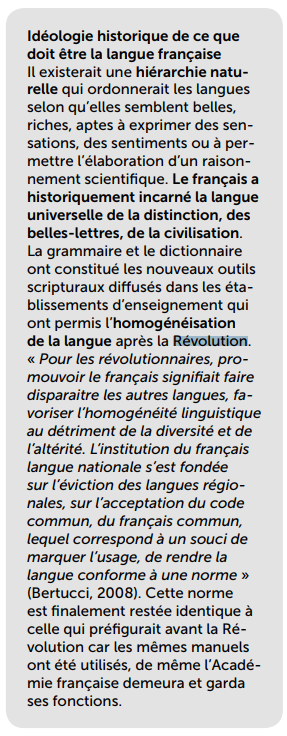 Idéologie historique de ce que
doit être la langue française
Il existerait une hiérarchie natu-
relle qui ordonnerait les langues
selon qu'elles semblent belles,
riches, aptes à exprimer des sen-
sations, des sentiments ou à per-
mettre l'élaboration d'un raison-
nement scientifique. Le français a
historiquement incarné la langue
universelle de la distinction, des
belles-lettres, de la civilisation.
La grammaire et le dictionnaire
ont constitué les nouveaux outils
scripturaux diffusés dans les éta-
blissements d'enseignement qui
ont permis l'homogénéisation
de la langue après la Révolution.
« Pour les révolutionnaires, pro-
mouvoir le français signifiait faire
disparaitre les autres langues, fa-
voriser l'homogénéité linguistique
au détriment de la diversité et de
l'altérité. L'institution du français
langue nationale s'est fondée
sur l'éviction des langues régio-
nales, sur l'acceptation du code
commun, du français commun,
lequel correspond à un souci de
marquer l'usage, de rendre la
langue conforme à une norme »
(Bertucci, 2008). Cette norme
est finalement restée identique à
celle qui préfigurait avant la Ré-
volution car les mêmes manuels
ont été utilisés, de même l'Acadé-
mie française demeura et garda
ses fonctions.